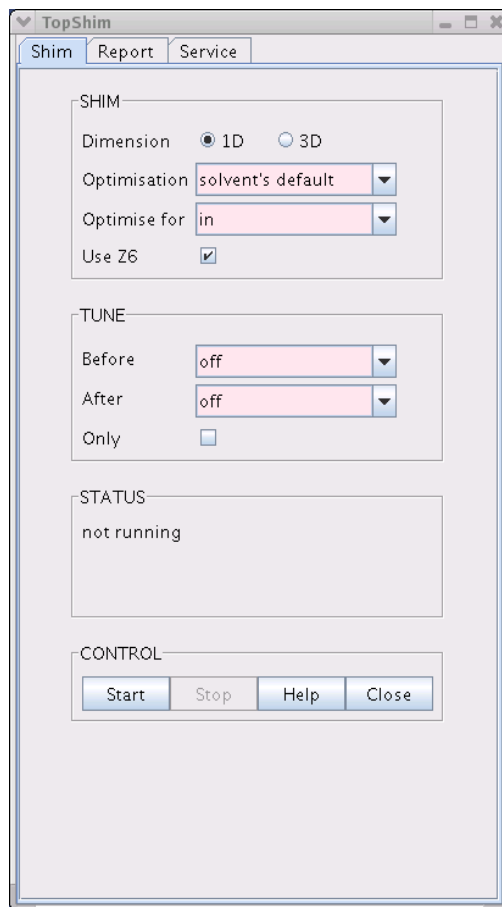 TopShim
Shim Report Service
SHIM
Dimension 1D 3D
Optimisation solvent's default
Optimise for in
Use Z6
TUNE
Before off
After off
Only
STATUS
not running
CONTROL
Start Stop Help Close